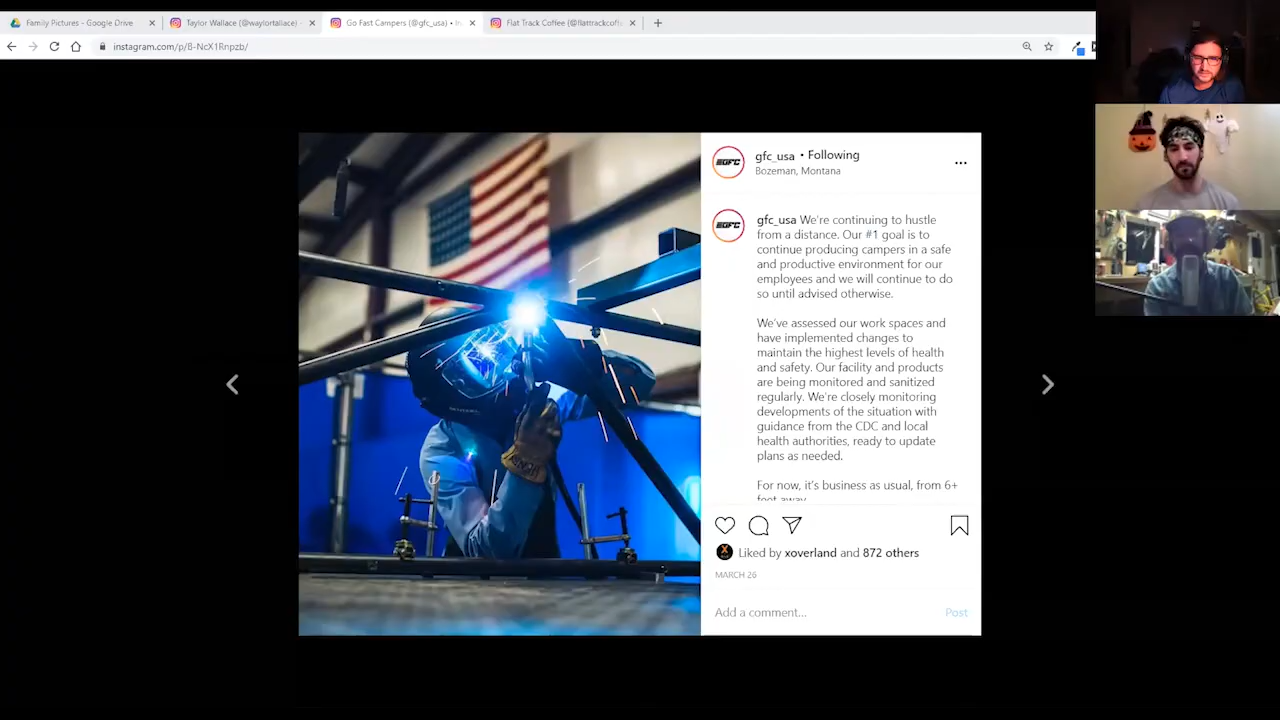 Family Pictures - Google Drive
Taylor Wallace (@waylortallace) ·
Go Fast Campers (@gfc_usa) • In
Flat Track Coffee (@flattrackcoffe
instagram.com/p/B-NcX1Rnpzb/
GFC
gfc_usa • Following
Bozeman, Montana
GFC
gfc_usa We're continuing to hustle
from a distance. Our #1 goal is to
continue producing campers in a safe
and productive environment for our
employees and we will continue to do
so until advised otherwise.
We've assessed our work spaces and
have implemented changes to
maintain the highest levels of health
and safety. Our facility and products
are being monitored and sanitized
regularly. We're closely monitoring
developments of the situation with
guidance from the CDC and local
health authorities, ready to update
plans as needed.
For now, it's business as usual, from 6+
feet away
Liked by xoverland and 872 others
MARCH 26
Add a comment...
Post